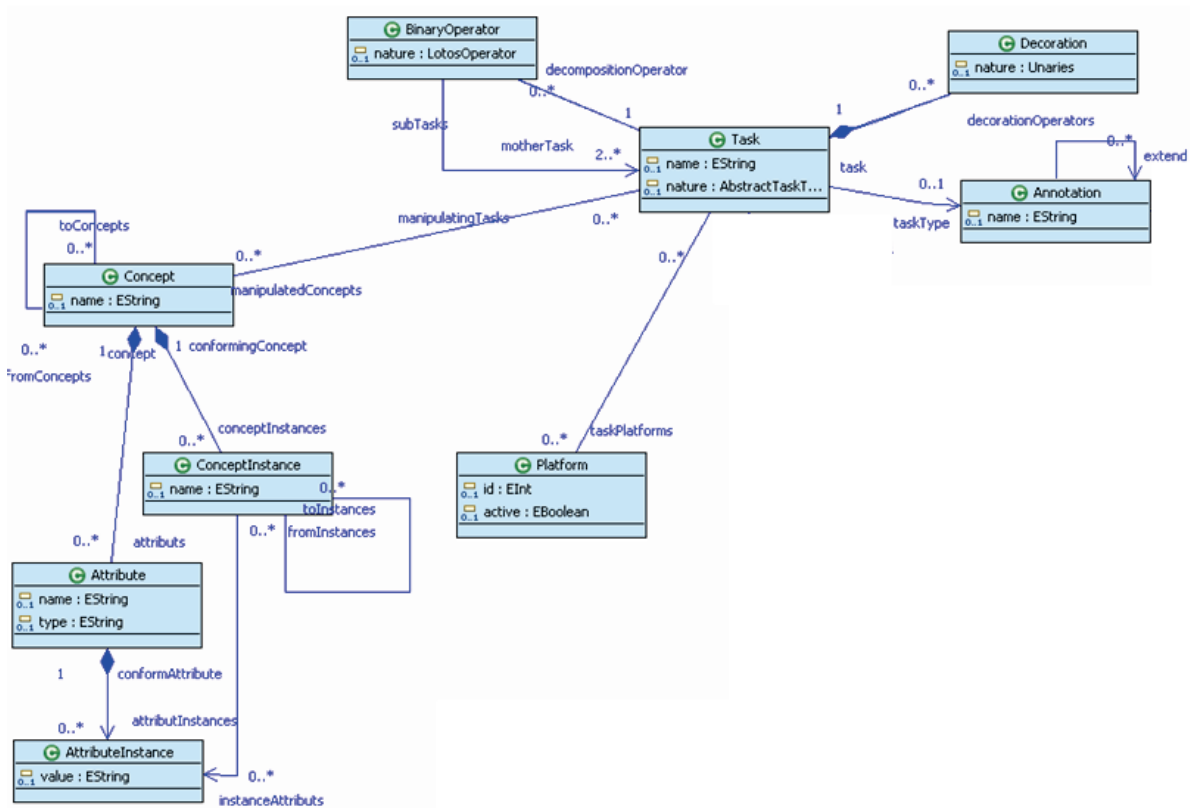 BinaryOperator
0..1 nature : LotosOperator
Decoration
0..1 nature : Unaries
decompositionOperator
0..*
1
0..*
1
decorationOperators
subTasks
motherTask
2..*
Task
0..1 name : EString
0..1 nature : AbstractTaskT...
task
0..1
taskType
0..*
extend
Annotation
0..1 name : EString
manipulatingTasks
0..*
toConcepts
0..*
0..*
manipulatedConcepts
0..*
Concept
0..1 name : EString
0..*
fromConcepts
1
concept
1
conformingConcept
conceptInstances
0..*
0..*
taskPlatforms
ConceptInstance
0..1 name : EString
0..*
toInstances
0..*
fromInstances
Platform
0..1 id : EInt
0..1 active : EBoolean
0..*
attributs
Attribute
0..1 name : EString
0..1 type : EString
1
conformAttribute
0..*
attributInstances
AttributeInstance
0..1 value : EString
0..*
instanceAttributs